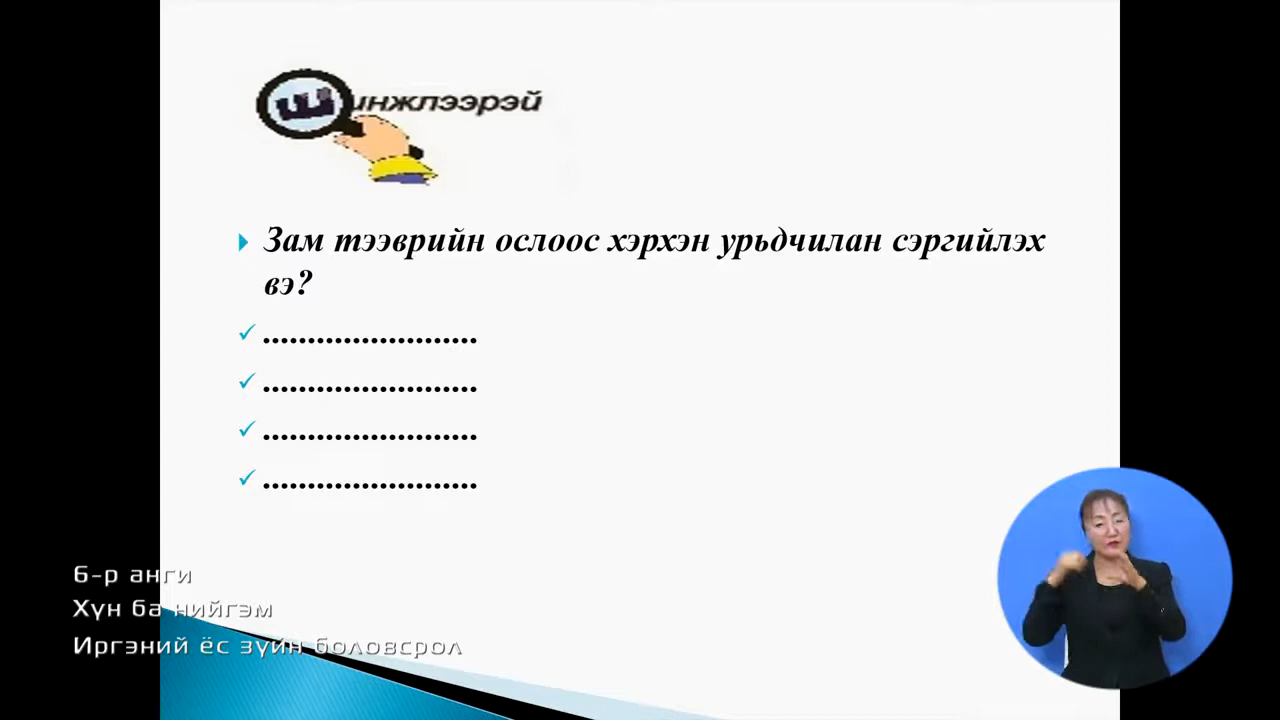 Шинжлээрэй
Зам тээврийн ослоос хэрхэн урьдчилан сэргийлэх
вэ?
........................
........................
........................
........................
6-р анги
Хүн ба нийгэм
Иргэний ёс зүйн боловсрол